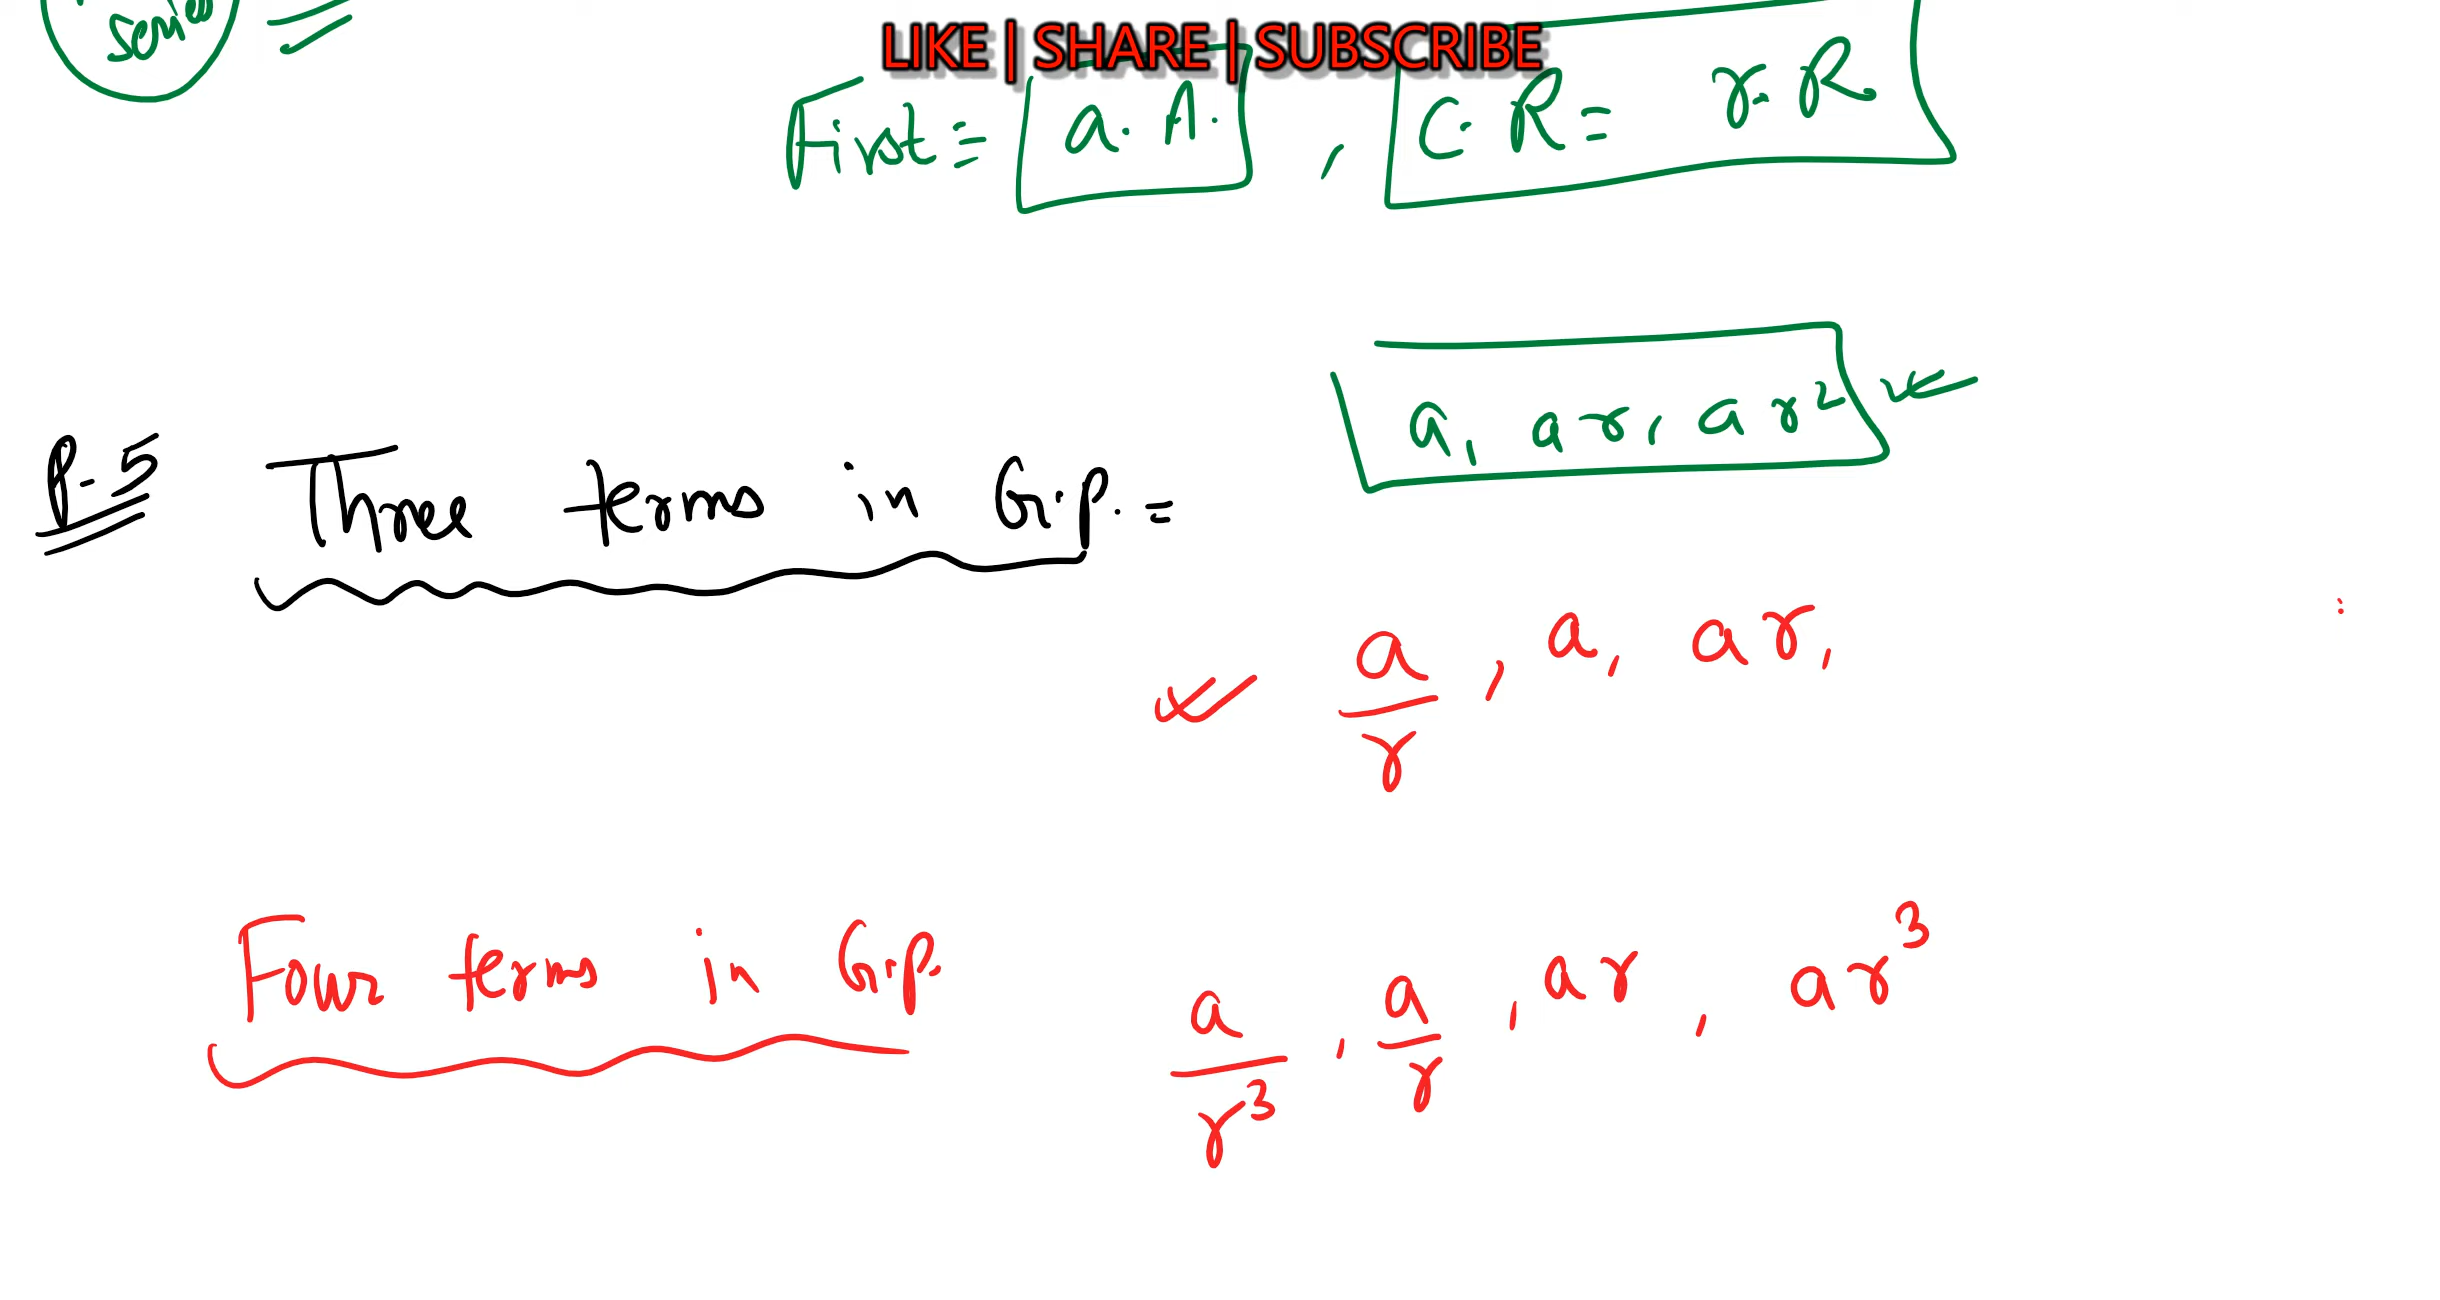 LIKE | SHARE | SUBSCRIBE
First = a.A. , C.R = r.R
P-5 Three terms in G.P. = a, ar, ar²
a/r, a, ar,
Four terms in G.P. a/r³, a/r, ar, ar³